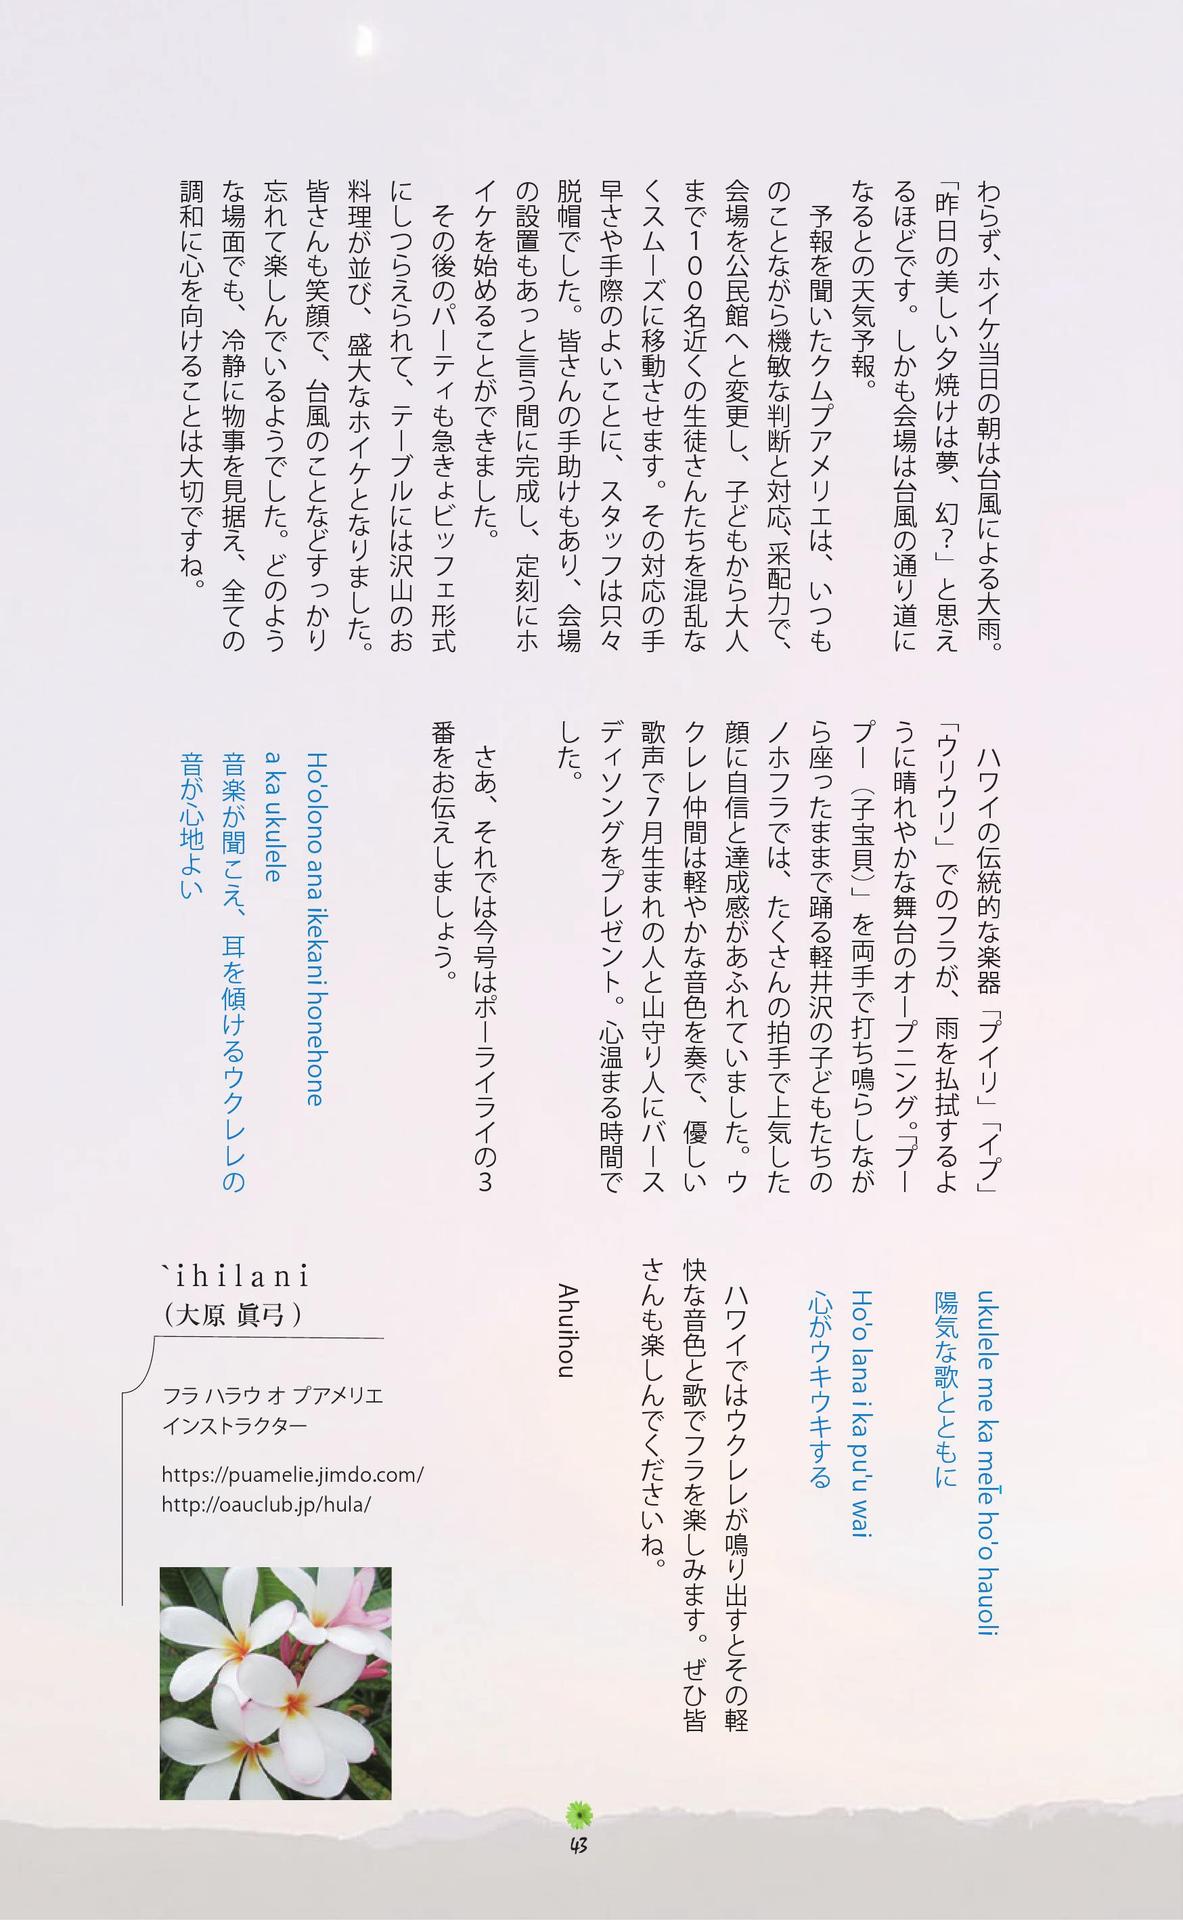 わらず、ホイケ当日の朝は台風による大雨。
「昨日の美しい夕焼けは夢、幻？」と思え
るほどです。しかも会場は台風の通り道に
なるとの天気予報。
予報を聞いたクムプアメリエは、いつも
のことながら機敏な判断と対応、采配力で、
会場を公民館へと変更し、子どもから大人
まで１００名近くの生徒さんたちを混乱な
くスムーズに移動させます。その対応の手
早さや手際のよいことに、スタッフは只々
脱帽でした。皆さんの手助けもあり、会場
の設置もあっと言う間に完成し、定刻にホ
イケを始めることができました。
その後のパーティも急きょビッフェ形式
にしつらえられて、テーブルには沢山のお
料理が並び、盛大なホイケとなりました。
皆さんも笑顔で、台風のことなどすっかり
忘れて楽しんでいるようでした。どのよう
な場面でも、冷静に物事を見据え、全ての
調和に心を向けることは大切ですね。
ハワイの伝統的な楽器「プイリ」「イプ」
「ウリウリ」でのフラが、雨を払拭するよ
うに晴れやかな舞台のオープニング。「プー
プー（子宝貝）」を両手で打ち鳴らしなが
ら座ったままで踊る軽井沢の子どもたちの
ノホフラでは、たくさんの拍手で上気した
顔に自信と達成感があふれていました。ウ
クレレ仲間は軽やかな音色を奏で、優しい
歌声で７月生まれの人と山守り人にバース
ディソングをプレゼント。心温まる時間で
した。
さあ、それでは今号はポーライライの３
番をお伝えしましょう。
Ho'olono ana ikekani honehone
a ka ukulele
音楽が聞こえ、耳を傾けるウクレレの
音が心地よい
ukulele me ka mele ho'o hauoli
陽気な歌とともに
Ho'o lana i ka pu'u wai
心がウキウキする
ハワイではウクレレが鳴り出すとその軽
快な音色と歌でフラを楽しみます。ぜひ皆
さんも楽しんでくださいね。
Ahuihou
`ihilani
(大原 眞弓)
フラ ハラウ オ プアメリエ
インストラクター
https://puamelie.jimdo.com/
http://oauclub.jp/hula/
43